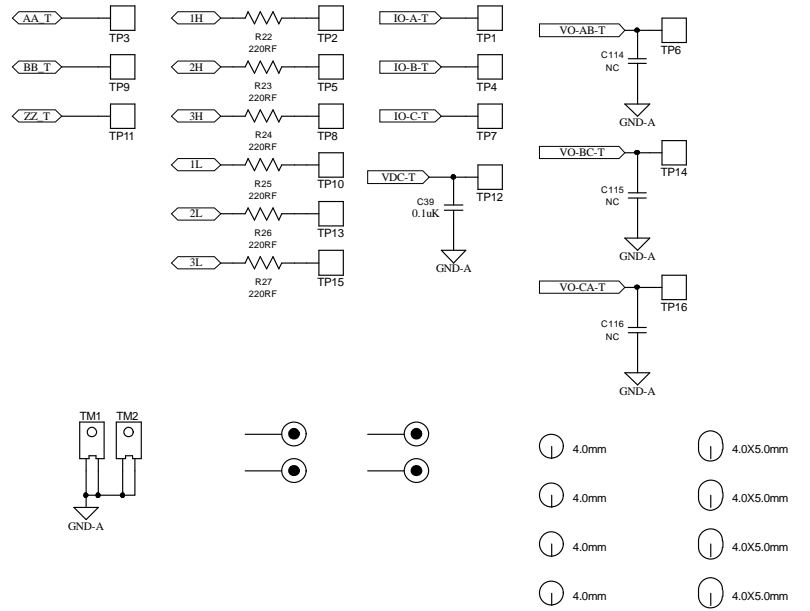 AA_T
TP3
BB_T
TP9
ZZ_T
TP11
1H
R22
220RF
TP2
2H
R23
220RF
TP5
3H
R24
220RF
TP8
1L
R25
220RF
TP10
2L
R26
220RF
TP13
3L
R27
220RF
TP15
IO-A-T
TP1
IO-B-T
TP4
IO-C-T
TP7
VDC-T
TP12
C39
0.1uK
GND-A
VO-AB-T
TP6
C114
NC
GND-A
VO-BC-T
TP14
C115
NC
GND-A
VO-CA-T
TP16
C116
NC
GND-A
TM1 TM2
GND-A
4.0mm 4.0X5.0mm
4.0mm 4.0X5.0mm
4.0mm 4.0X5.0mm
4.0mm 4.0X5.0mm